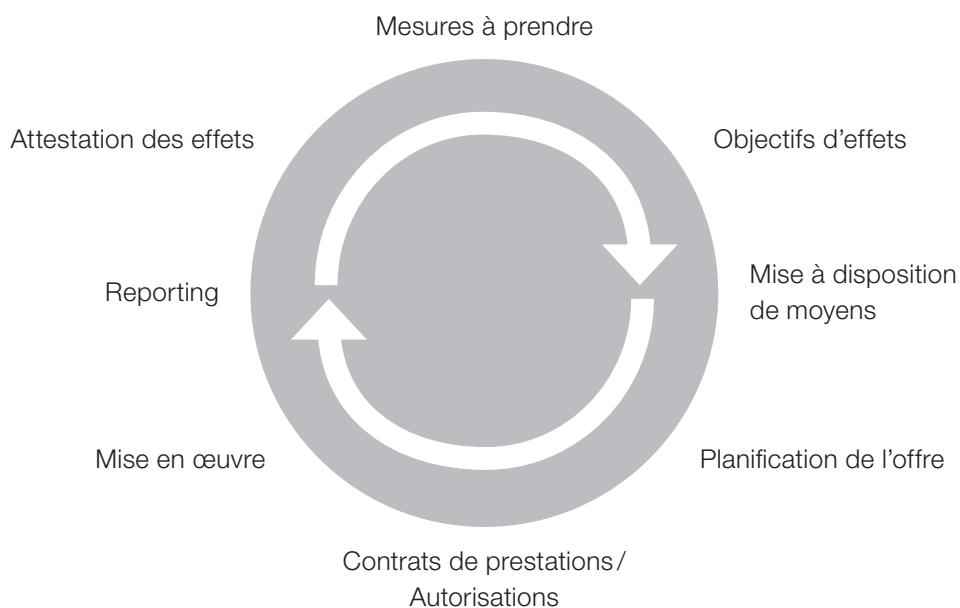 Mesures à prendre
Objectifs d'effets
Mise à disposition
de moyens
Planification de l'offre
Contrats de prestations/
Autorisations
Mise en œuvre
Reporting
Attestation des effets